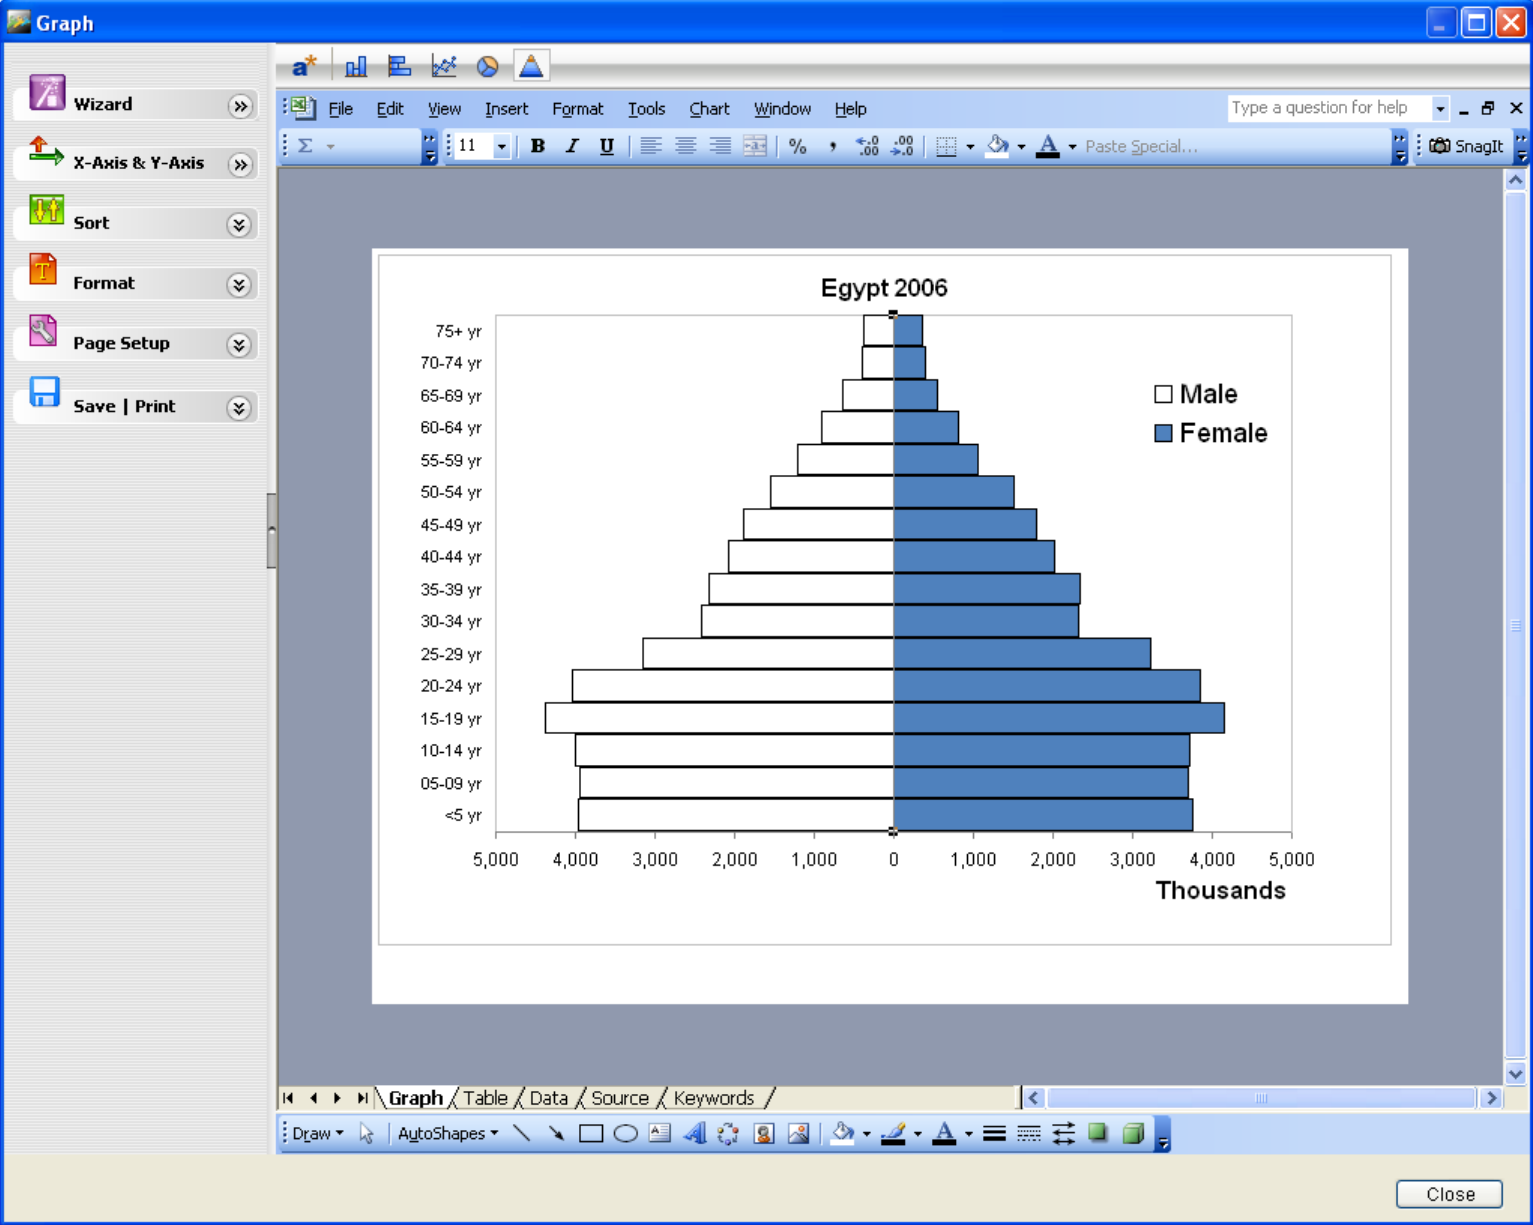 Graph
Wizard
X-Axis & Y-Axis
Sort
Format
Page Setup
Save | Print
a*
File Edit View Insert Format Tools Chart Window Help
Type a question for help
Σ 11 B I U % , Paste Special... SnagIt
Egypt 2006
75+ yr
70-74 yr
65-69 yr
60-64 yr
55-59 yr
50-54 yr
45-49 yr
40-44 yr
35-39 yr
30-34 yr
25-29 yr
20-24 yr
15-19 yr
10-14 yr
05-09 yr
<5 yr
Male
Female
5,000 4,000 3,000 2,000 1,000 0 1,000 2,000 3,000 4,000 5,000
Thousands
Graph Table Data Source Keywords
Draw AutoShapes
Close